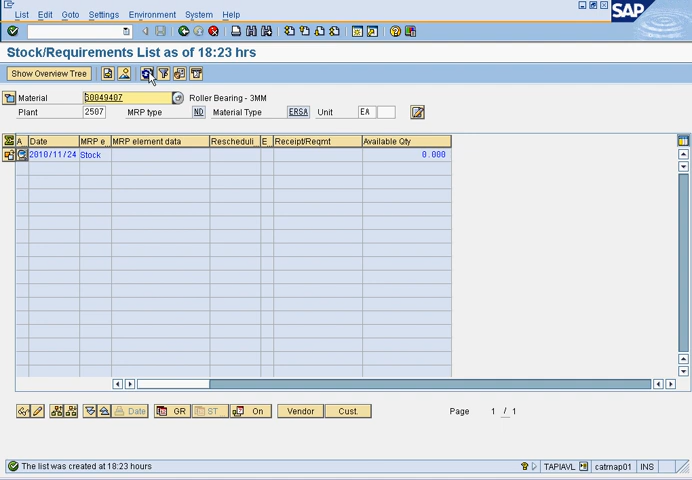 List Edit Goto Settings Environment System Help
SAP
Stock/Requirements List as of 18:23 hrs
Show Overview Tree
Material 50049407 Roller Bearing - 3MM
Plant 2507 MRP type ND Material Type ERSA Unit EA
A Date MRP e... MRP element data Rescheduli... E Receipt/Reqmt Available Qty
2010/11/24 Stock 0.000
Date GR ST On Vendor Cust. Page 1 / 1
The list was created at 18:23 hours TAPIAVL catmap01 INS